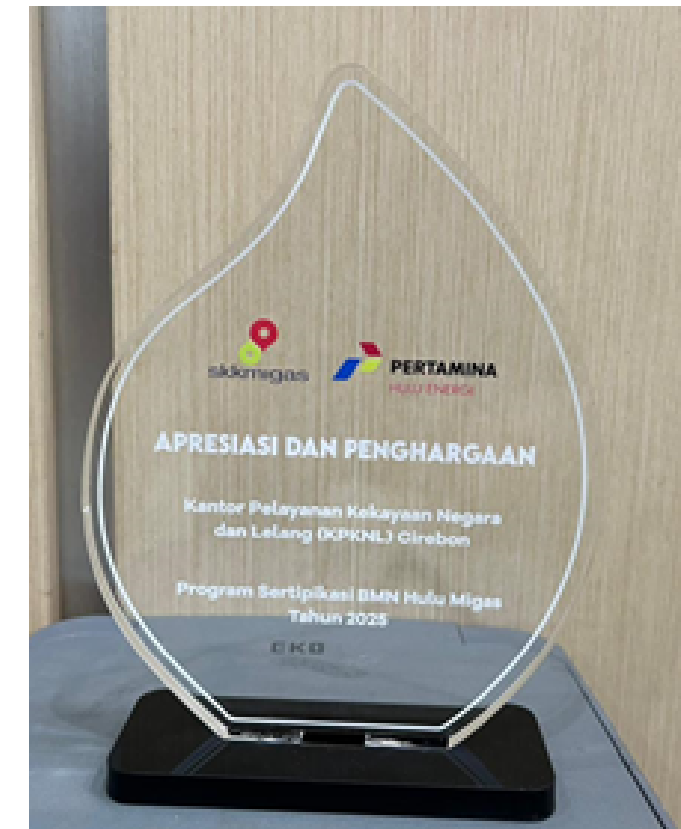 skkmigas
PERTAMINA
HULU ENERGI
APRESIASI DAN PENGHARGAAN
Kantor Pelayanan Kekayaan Negara
dan Lelang (KPKNL) Cirebon
Program Sertipikasi BMN Hulu Migas
Tahun 2025